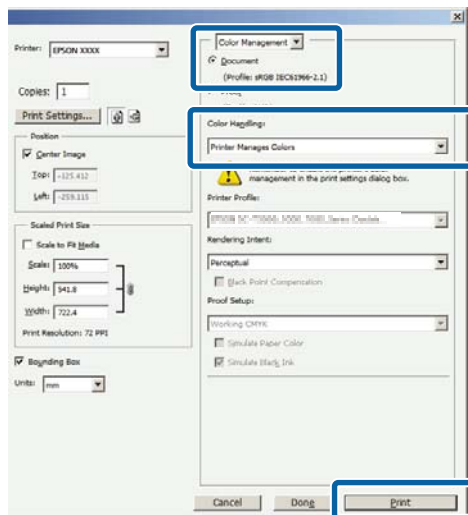 Printer: EPSON XXXX
Copies: 1
Print Settings...
Position
Center Image
Top: -125.412
Left: -259.115
Scaled Print Size
Scale to Fit Media
Scale: 100%
Height: 541.8
Width: 722.4
Print Resolution: 72 PPI
Bounding Box
Units: mm
Color Management
Document
(Profile: sRGB IEC61966-2.1)
Color Handling:
Printer Manages Colors
management in the print settings dialog box.
Printer Profile:
Rendering Intent:
Perceptual
Black Point Compensation
Proof Setup:
Working CMYK
Simulate Paper Color
Simulate Black Ink
Cancel
Done
Print